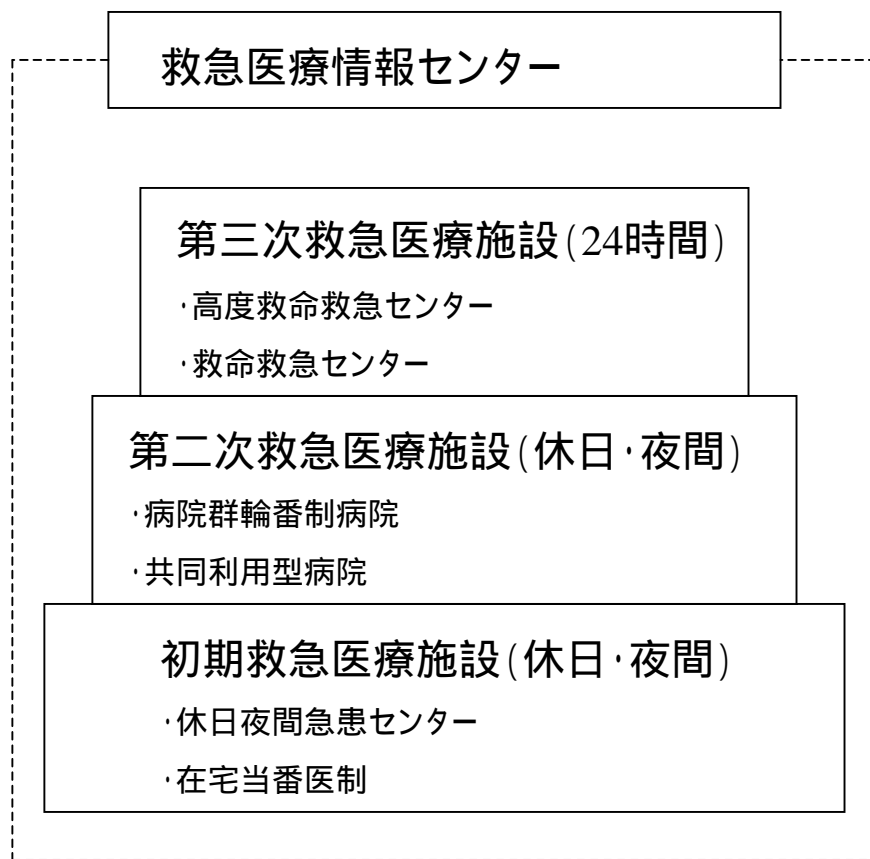 救急医療情報センター
第三次救急医療施設(24時間)
･高度救命救急センター
･救命救急センター
第二次救急医療施設(休日･夜間)
･病院群輪番制病院
･共同利用型病院
初期救急医療施設(休日･夜間)
･休日夜間急患センター
･在宅当番医制